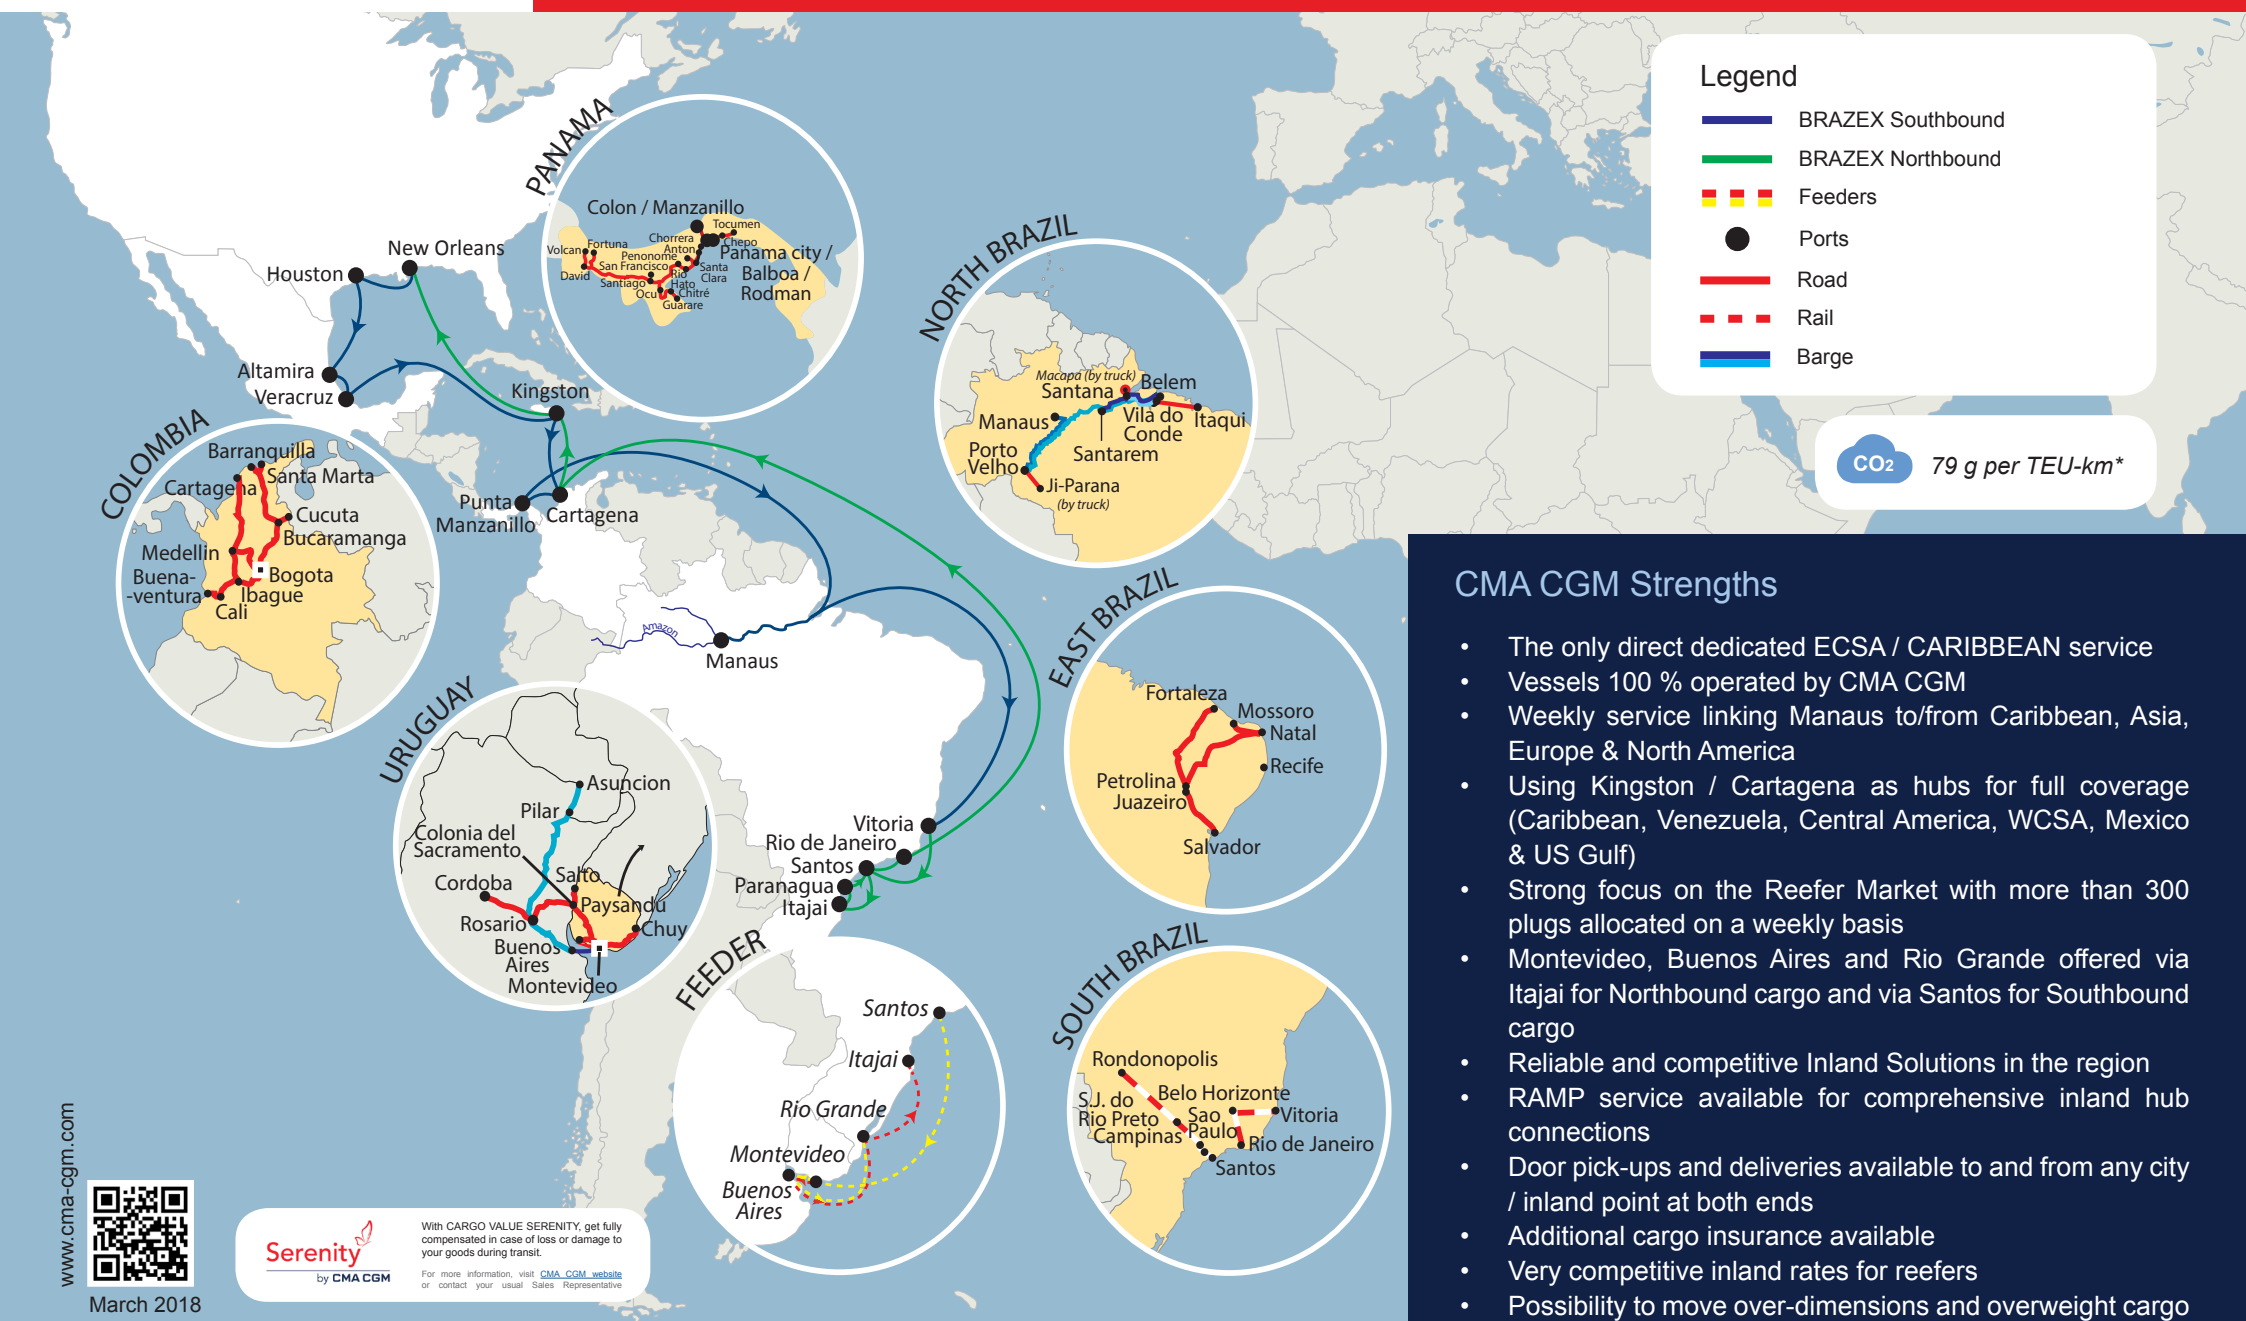 Legend
BRAZEX Southbound
BRAZEX Northbound
Feeders
Ports
Road
Rail
Barge
CO2
79 g per TEU-km*
PANAMA
Colon / Manzanillo
Tocumen
Chorrera
Chepo
Anton
Panama city /
Balboa /
Rodman
Volcan
Fortuna
Penonome
San Francisco
David
Santiago
Rio
Hato
Santa
Clara
Ocu
Chitré
Guarare
New Orleans
Houston
Altamira
Veracruz
Kingston
Punta
Manzanillo
Cartagena
NORTH BRAZIL
Macapa (by truck)
Santana
Belem
Manaus
Vila do
Conde
Itaqui
Porto
Velho
Santarem
Ji-Parana
(by truck)
COLOMBIA
Barranquilla
Santa Marta
Cartagena
Cucuta
Bucaramanga
Medellin
Buena-
-ventura
Bogota
Ibague
Cali
Amazon
Manaus
EAST BRAZIL
Fortaleza
Mossoro
Natal
Recife
Petrolina
Juazeiro
Salvador
URUGUAY
Asuncion
Pilar
Colonia del
Sacramento
Salto
Cordoba
Paysandu
Rosario
Chuy
Buenos
Aires
Montevideo
Vitoria
Rio de Janeiro
Santos
Paranagua
Itajai
FEEDER
Santos
Itajai
Rio Grande
Montevideo
Buenos
Aires
SOUTH BRAZIL
Rondonopolis
Belo Horizonte
S.J. do
Rio Preto
Sao
Paulo
Vitoria
Campinas
Rio de Janeiro
Santos
CMA CGM Strengths
• The only direct dedicated ECSA / CARIBBEAN service
• Vessels 100 % operated by CMA CGM
• Weekly service linking Manaus to/from Caribbean, Asia,
Europe & North America
• Using Kingston / Cartagena as hubs for full coverage
(Caribbean, Venezuela, Central America, WCSA, Mexico
& US Gulf)
• Strong focus on the Reefer Market with more than 300
plugs allocated on a weekly basis
• Montevideo, Buenos Aires and Rio Grande offered via
Itajai for Northbound cargo and via Santos for Southbound
cargo
• Reliable and competitive Inland Solutions in the region
• RAMP service available for comprehensive inland hub
connections
• Door pick-ups and deliveries available to and from any city
/ inland point at both ends
• Additional cargo insurance available
• Very competitive inland rates for reefers
• Possibility to move over-dimensions and overweight cargo
www.cma-cgm.com
March 2018
Serenity
by CMA CGM
With CARGO VALUE SERENITY, get fully
compensated in case of loss or damage to
your goods during transit.
For more information, visit CMA CGM website
or contact your usual Sales Representative